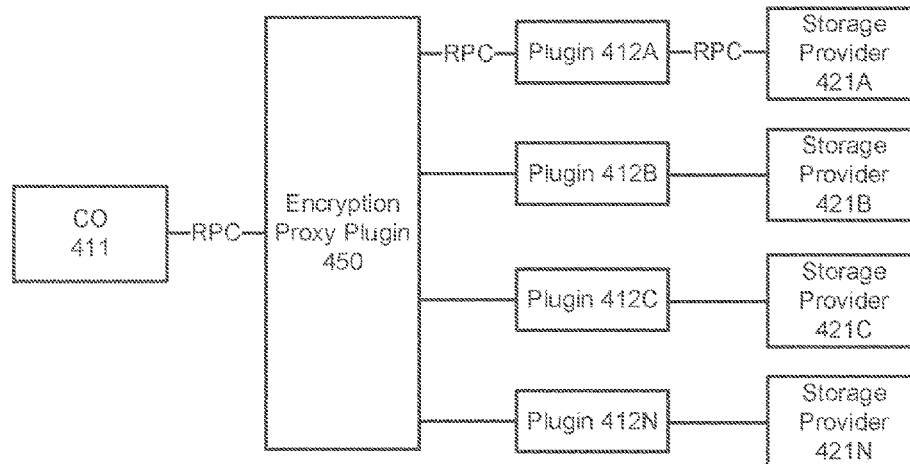 CO
411
RPC
Encryption
Proxy Plugin
450
RPC
Plugin 412A
RPC
Storage
Provider
421A
Plugin 412B
Storage
Provider
421B
Plugin 412C
Storage
Provider
421C
Plugin 412N
Storage
Provider
421N